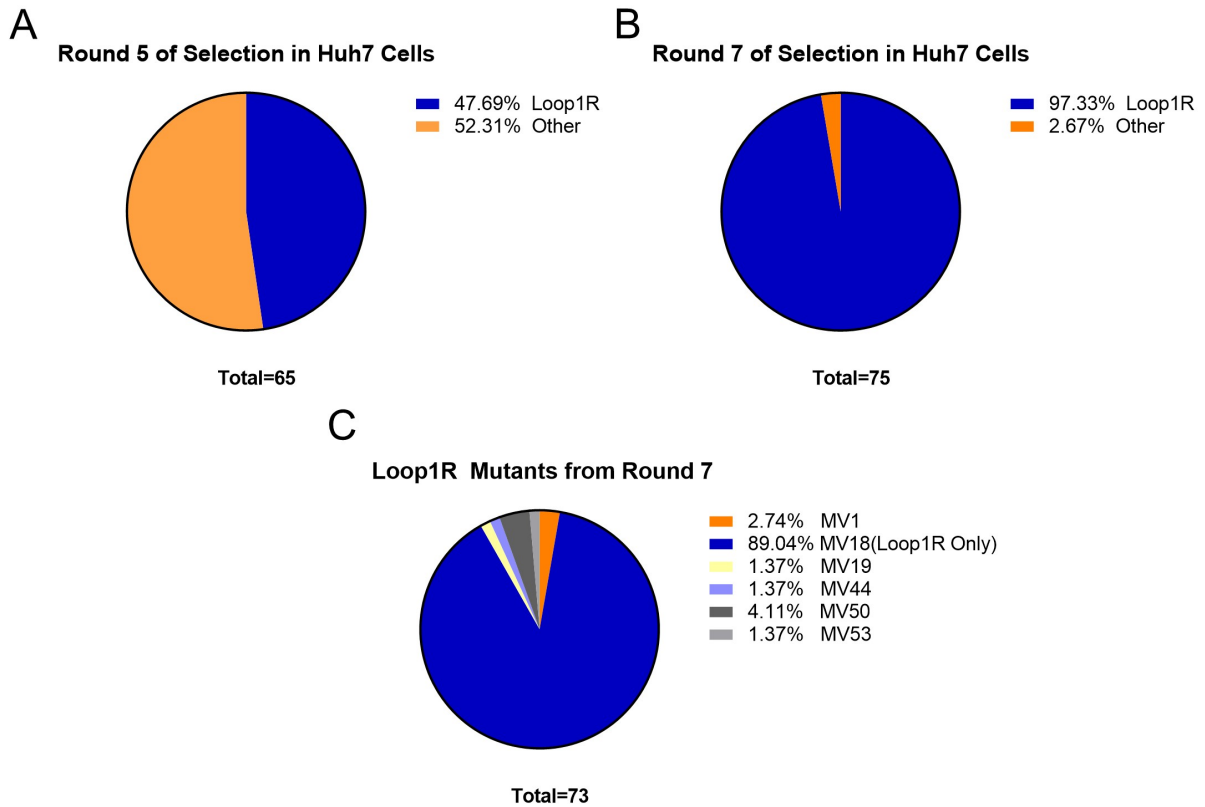 A
Round 5 of Selection in Huh7 Cells
47.69% Loop1R
52.31% Other
Total=65
B
Round 7 of Selection in Huh7 Cells
97.33% Loop1R
2.67% Other
Total=75
C
Loop1R Mutants from Round 7
2.74% MV1
89.04% MV18(Loop1R Only)
1.37% MV19
1.37% MV44
4.11% MV50
1.37% MV53
Total=73